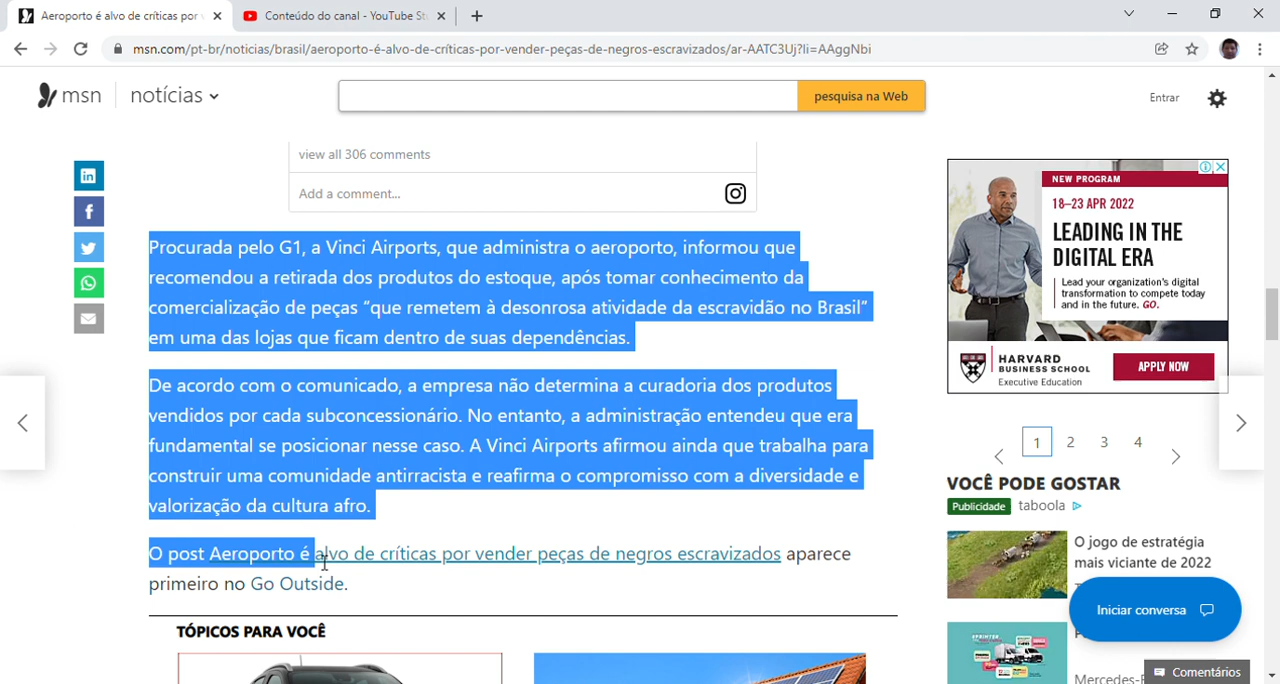 Aeroporto é alvo de críticas por v
Conteúdo do canal - YouTube St
msn.com/pt-br/noticias/brasil/aeroporto-é-alvo-de-críticas-por-vender-peças-de-negros-escravizados/ar-AATC3Uj?li=AAggNbi
msn
notícias
pesquisa na Web
Entrar
view all 306 comments
Add a comment...
Procurada pelo G1, a Vinci Airports, que administra o aeroporto, informou que
recomendou a retirada dos produtos do estoque, após tomar conhecimento da
comercialização de peças “que remetem à desonrosa atividade da escravidão no Brasil”
em uma das lojas que ficam dentro de suas dependências.
De acordo com o comunicado, a empresa não determina a curadoria dos produtos
vendidos por cada subconcessionário. No entanto, a administração entendeu que era
fundamental se posicionar nesse caso. A Vinci Airports afirmou ainda que trabalha para
construir uma comunidade antirracista e reafirma o compromisso com a diversidade e
valorização da cultura afro.
O post Aeroporto é alvo de críticas por vender peças de negros escravizados aparece
primeiro no Go Outside.
TÓPICOS PARA VOCÊ
NEW PROGRAM
18–23 APR 2022
LEADING IN THE
DIGITAL ERA
Lead your organization's digital
transformation to compete today
and in the future. GO.
HARVARD
BUSINESS SCHOOL
Executive Education
APPLY NOW
1 2 3 4
VOCÊ PODE GOSTAR
Publicidade taboola
O jogo de estratégia
mais viciante de 2022
Iniciar conversa
Mercedes-B
Comentários